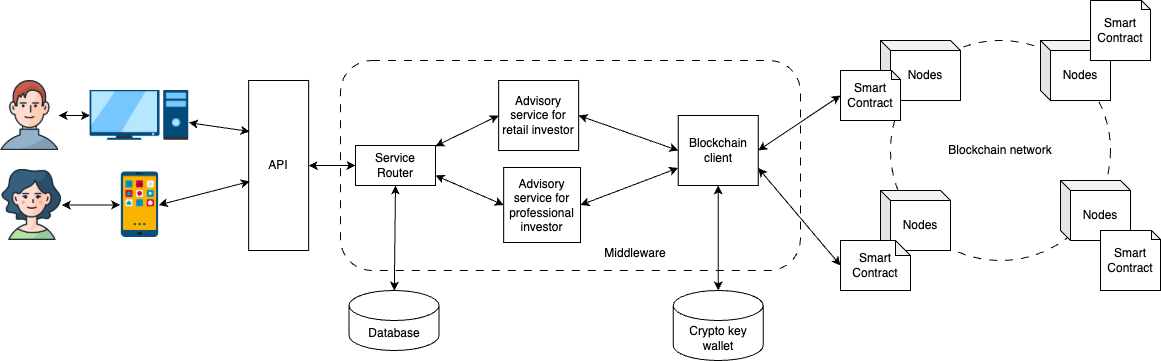 API
Service
Router
Advisory
service for
retail investor
Advisory
service for
professional
investor
Blockchain
client
Middleware
Database
Crypto key
wallet
Smart
Contract
Nodes
Nodes
Smart
Contract
Blockchain network
Nodes
Smart
Contract
Nodes
Smart
Contract